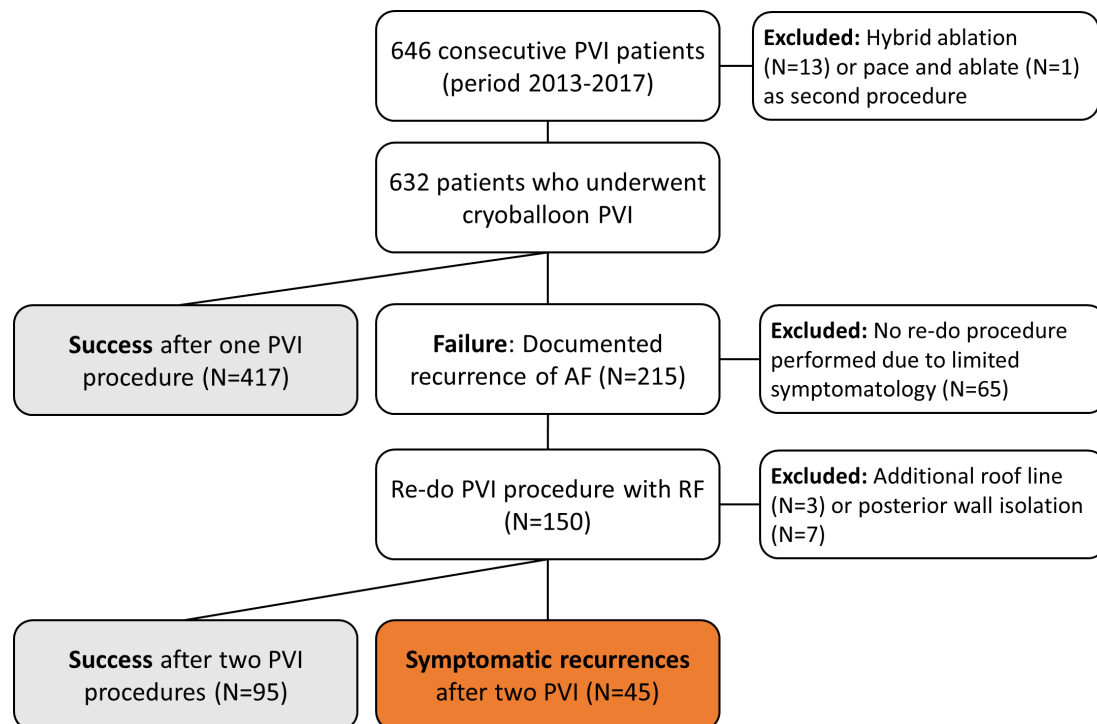 646 consecutive PVI patients
(period 2013-2017)
Excluded: Hybrid ablation
(N=13) or pace and ablate (N=1)
as second procedure
632 patients who underwent
cryoballoon PVI
Success after one PVI
procedure (N=417)
Failure: Documented
recurrence of AF (N=215)
Excluded: No re-do procedure
performed due to limited
symptomatology (N=65)
Re-do PVI procedure with RF
(N=150)
Excluded: Additional roof line
(N=3) or posterior wall isolation
(N=7)
Success after two PVI
procedures (N=95)
Symptomatic recurrences
after two PVI (N=45)